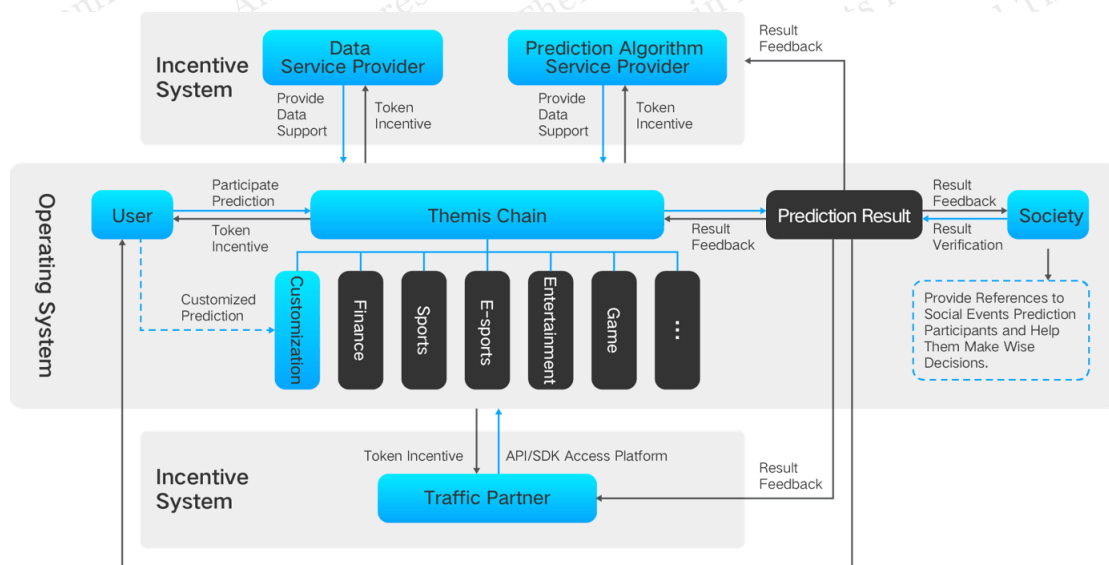 Data
Service Provider
Prediction Algorithm
Service Provider
Result
Feedback
Incentive
System
Provide
Data
Support
Token
Incentive
Provide
Data
Support
Token
Incentive
Operating System
User
Participate
Prediction
Token
Incentive
Themis Chain
Result
Feedback
Prediction Result
Result
Feedback
Result
Verification
Society
Customized
Prediction
Customization
Finance
Sports
E-sports
Entertainment
Game
...
Provide References to
Social Events Prediction
Participants and Help
Them Make Wise
Decisions.
Incentive
System
Token Incentive
API/SDK Access Platform
Traffic Partner
Result
Feedback